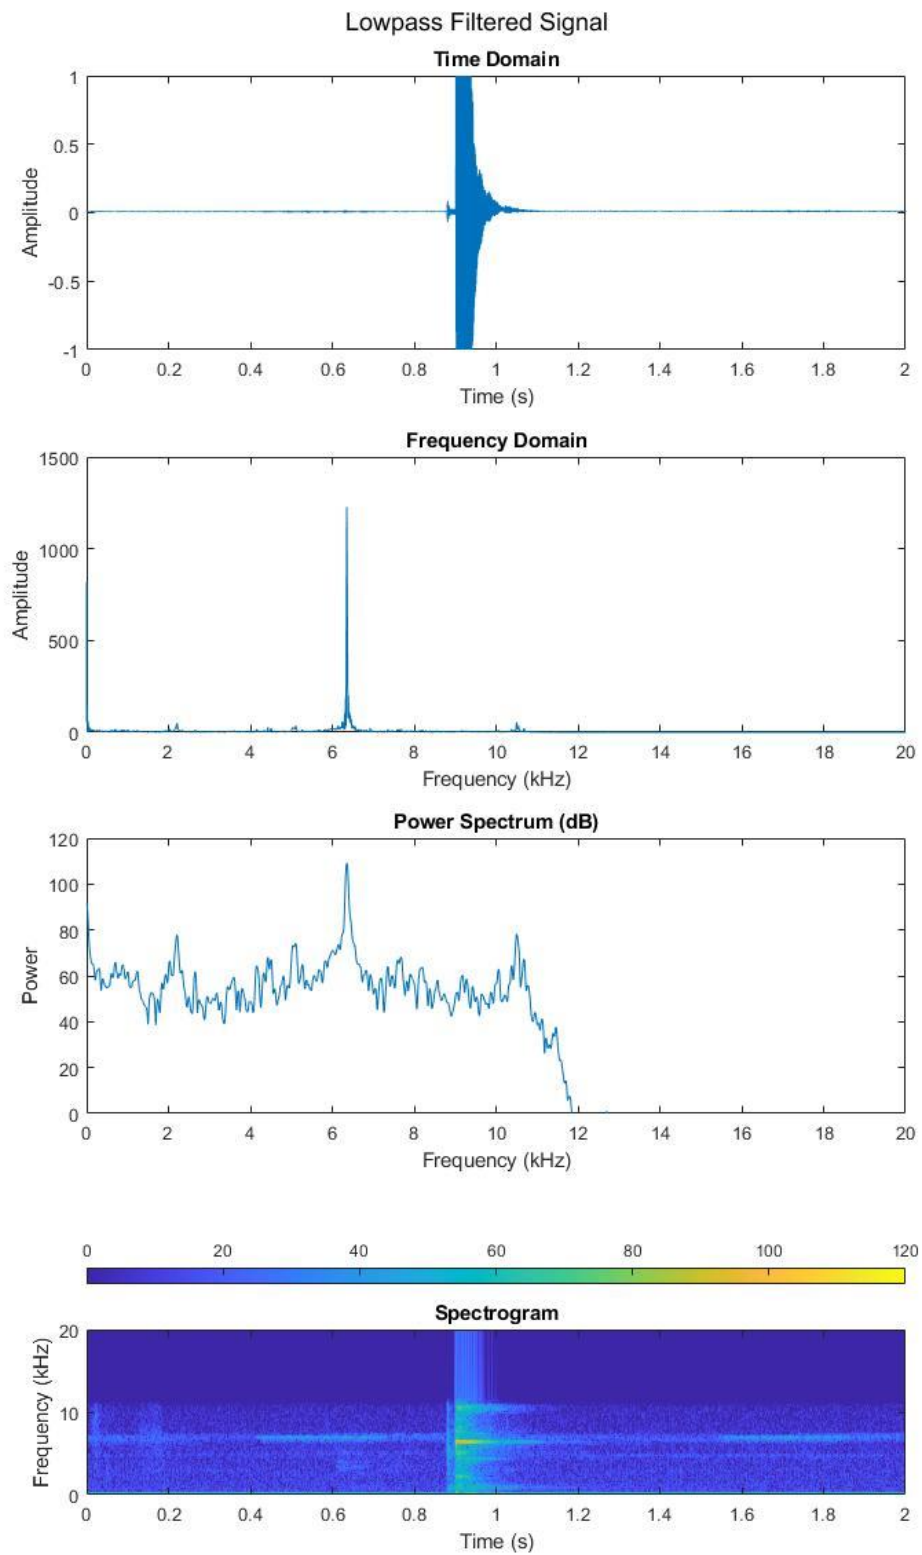 Lowpass Filtered Signal
Time Domain
1
0.5
0
-0.5
-1
Amplitude
0 0.2 0.4 0.6 0.8 1 1.2 1.4 1.6 1.8 2
Time (s)
Frequency Domain
1500
1000
500
0
Amplitude
0 2 4 6 8 10 12 14 16 18 20
Frequency (kHz)
Power Spectrum (dB)
120
100
80
60
40
20
0
Power
0 2 4 6 8 10 12 14 16 18 20
Frequency (kHz)
0 20 40 60 80 100 120
Spectrogram
20
10
0
Frequency (kHz)
0 0.2 0.4 0.6 0.8 1 1.2 1.4 1.6 1.8 2
Time (s)